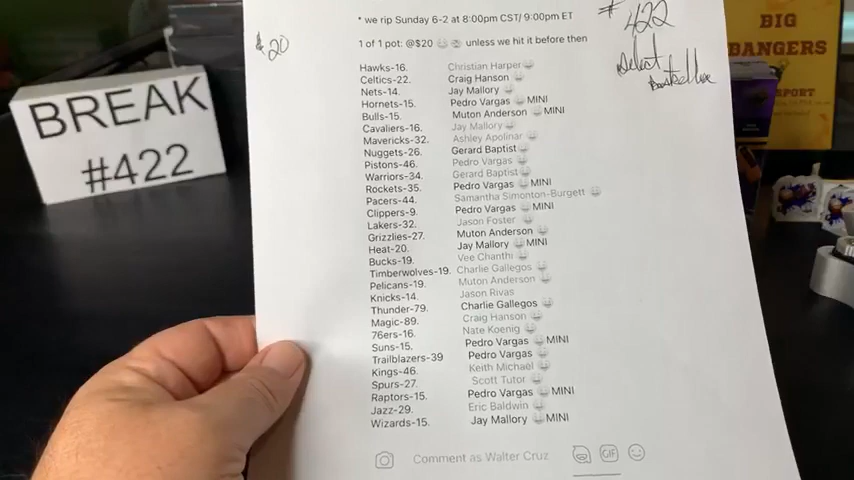 * we rip Sunday 6-2 at 8:00pm CST/ 9:00pm ET
#422
$20
1 of 1 pot: @$20 unless we hit it before then
Select
BIG
BANGERS
BREAK
#422
Hawks-16. Christian Harper
Celtics-22. Craig Hanson
Nets-14. Jay Mallory
Hornets-15. Pedro Vargas MINI
Bulls-15. Muton Anderson MINI
Cavaliers-16. Jay Mallory
Mavericks-32. Ashley Apolinar
Nuggets-26. Gerard Baptist
Pistons-46. Pedro Vargas
Warriors-34. Gerard Baptist
Rockets-35. Pedro Vargas MINI
Pacers-44. Samantha Simonton-Burgett
Clippers-9. Pedro Vargas MINI
Lakers-32. Jason Foster
Grizzlies-27. Muton Anderson
Heat-20. Jay Mallory MINI
Bucks-19. Vee Chanthi
Timberwolves-19. Charlie Gallegos
Pelicans-19. Muton Anderson
Knicks-14. Jason Rivas
Thunder-79. Charlie Gallegos
Magic-89. Craig Hanson
76ers-16. Nate Koenig
Suns-15. Pedro Vargas MINI
Trailblazers-39 Pedro Vargas
Kings-46. Keith Michael
Spurs-27. Scott Tutor
Raptors-15. Pedro Vargas MINI
Jazz-29. Eric Baldwin
Wizards-15. Jay Mallory MINI
Comment as Walter Cruz GIF